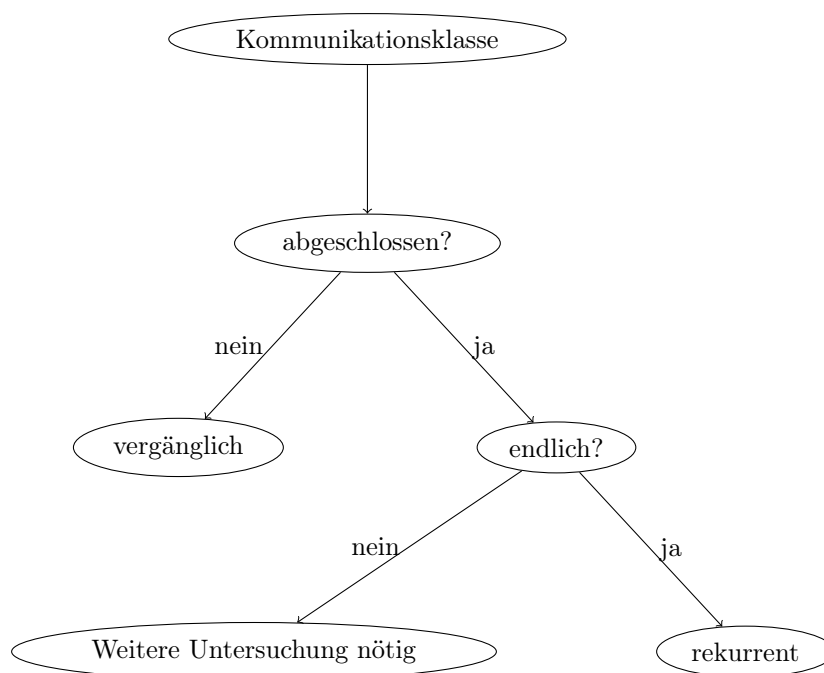 Kommunikationsklasse
abgeschlossen?
nein
ja
vergänglich
endlich?
nein
ja
Weitere Untersuchung nötig
rekurrent